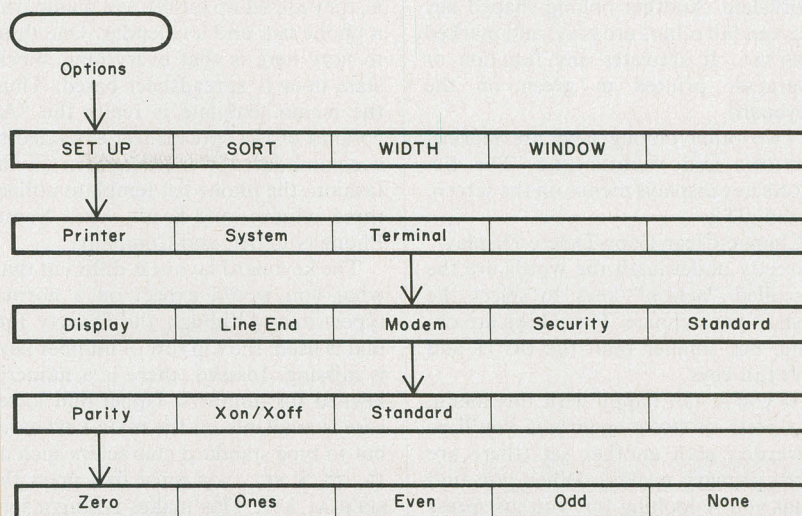 Options
SET UP SORT WIDTH WINDOW
Printer System Terminal
Display Line End Modem Security Standard
Parity Xon/Xoff Standard
Zero Ones Even Odd None